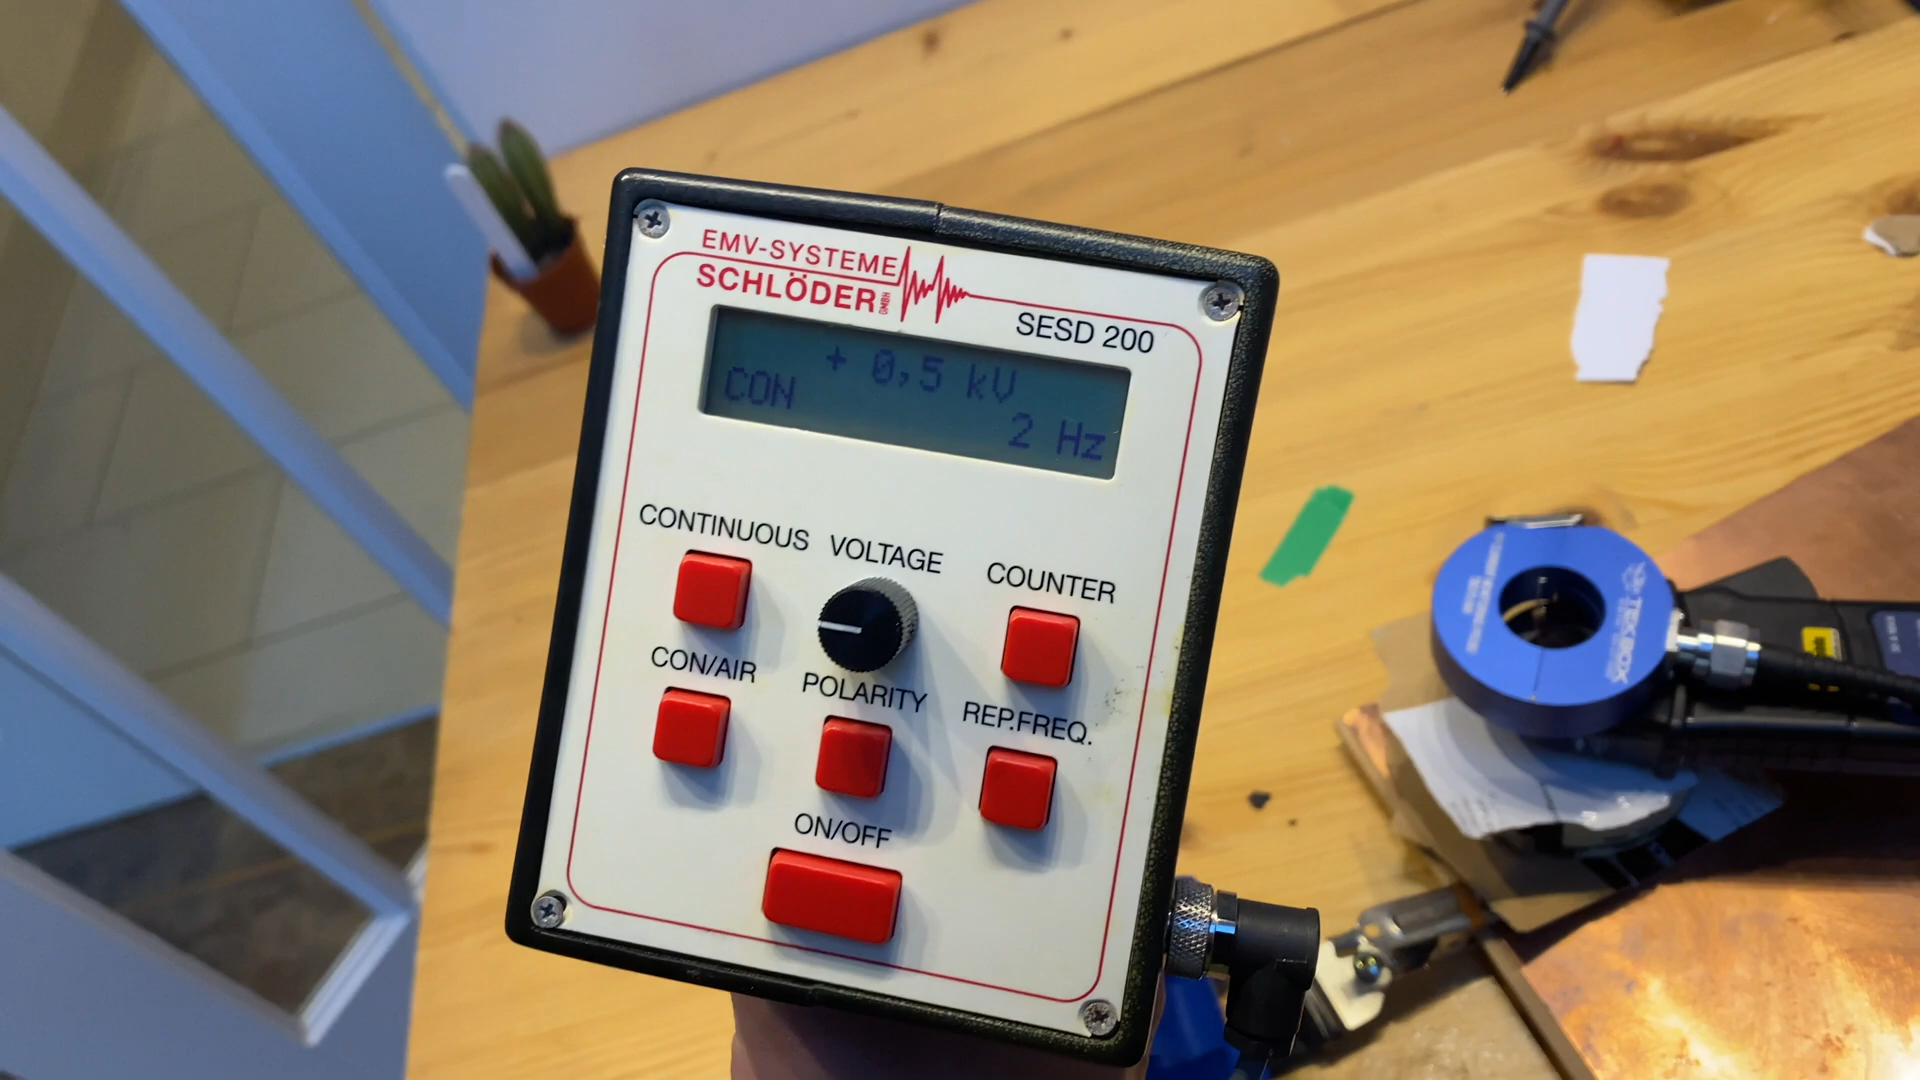 EMV-SYSTEME
SCHLÖDER GMBH
SESD 200
+ 0,5 kV
CON
2 Hz
CONTINUOUS
VOLTAGE
COUNTER
CON/AIR
POLARITY
REP.FREQ.
ON/OFF
TEKBOX